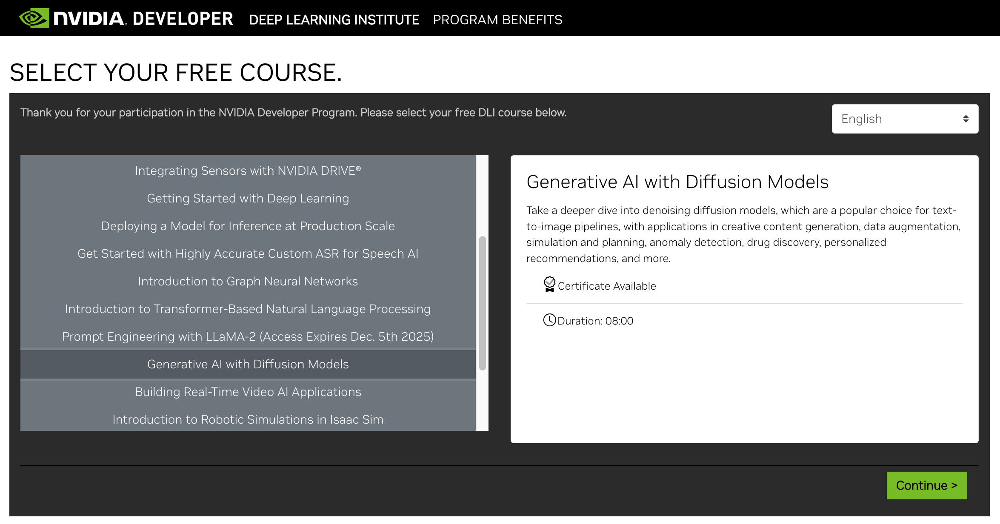 NVIDIA. DEVELOPER DEEP LEARNING INSTITUTE PROGRAM BENEFITS
SELECT YOUR FREE COURSE.
Thank you for your participation in the NVIDIA Developer Program. Please select your free DLI course below.
English
Integrating Sensors with NVIDIA DRIVE®
Getting Started with Deep Learning
Deploying a Model for Inference at Production Scale
Get Started with Highly Accurate Custom ASR for Speech AI
Introduction to Graph Neural Networks
Introduction to Transformer-Based Natural Language Processing
Prompt Engineering with LLaMA-2 (Access Expires Dec. 5th 2025)
Generative AI with Diffusion Models
Building Real-Time Video AI Applications
Introduction to Robotic Simulations in Isaac Sim
Generative AI with Diffusion Models
Take a deeper dive into denoising diffusion models, which are a popular choice for text-
to-image pipelines, with applications in creative content generation, data augmentation,
simulation and planning, anomaly detection, drug discovery, personalized
recommendations, and more.
Certificate Available
Duration: 08:00
Continue >